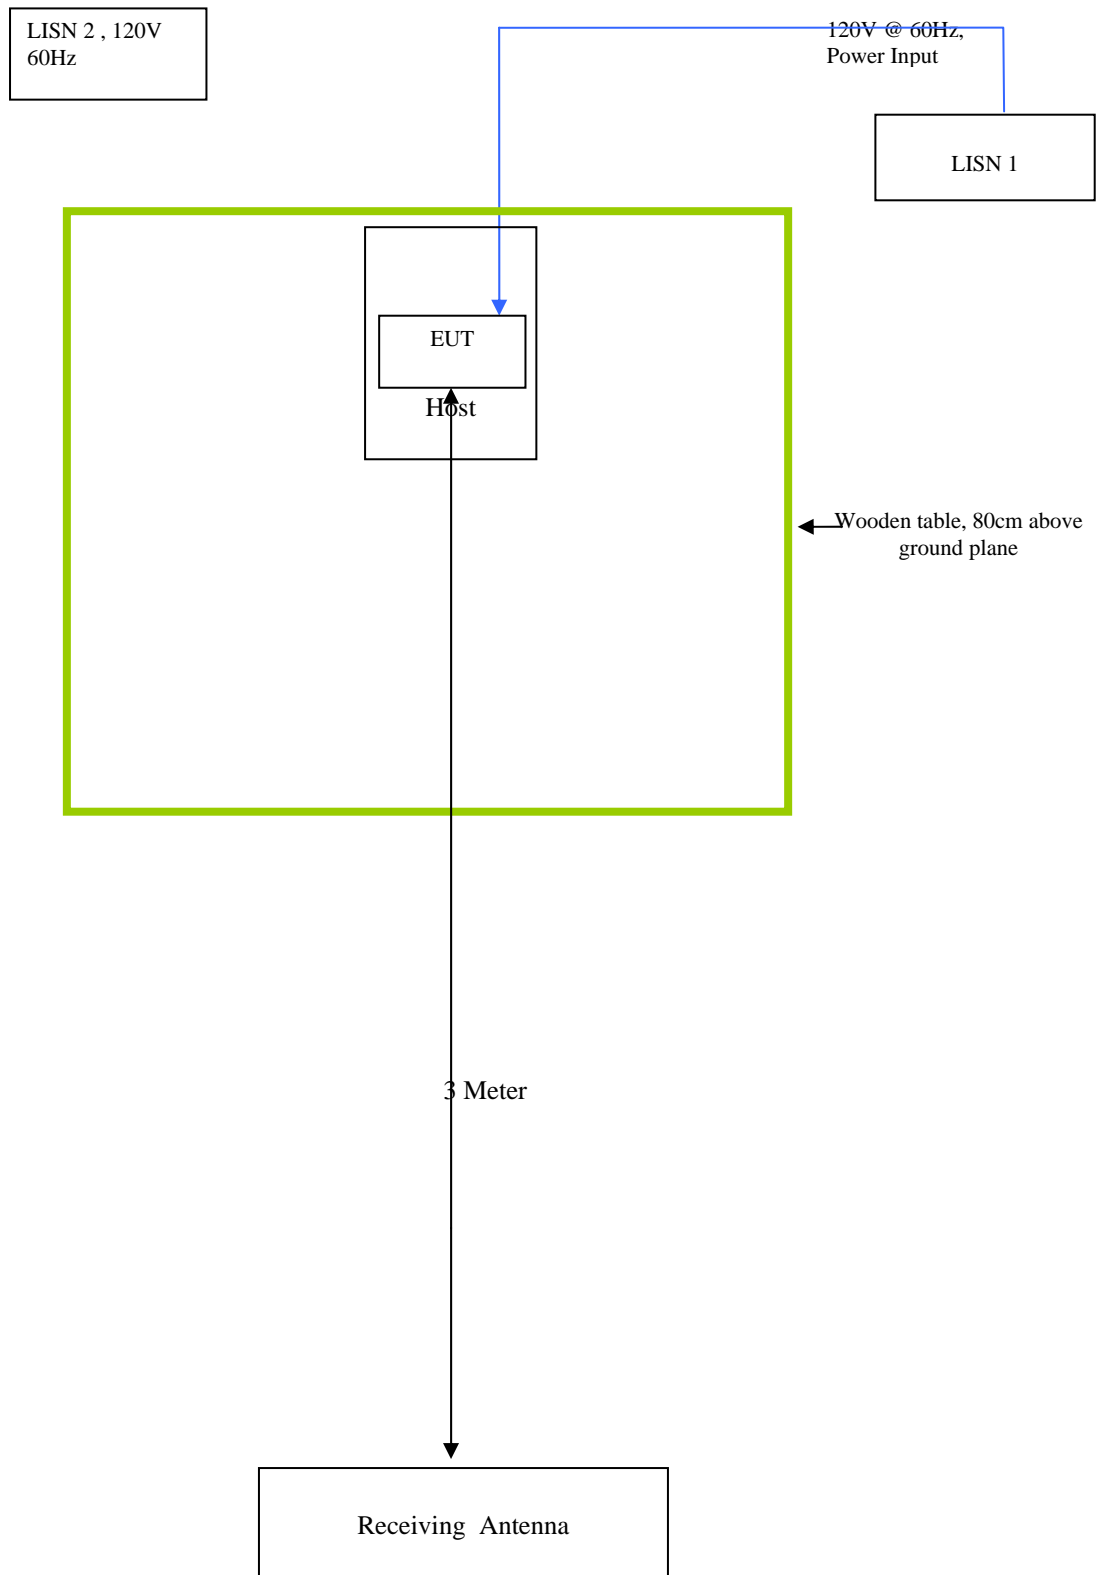 LISN 2 , 120V
60Hz
120V @ 60Hz,
Power Input
LISN 1
EUT
Host
Wooden table, 80cm above
ground plane
3 Meter
Receiving Antenna